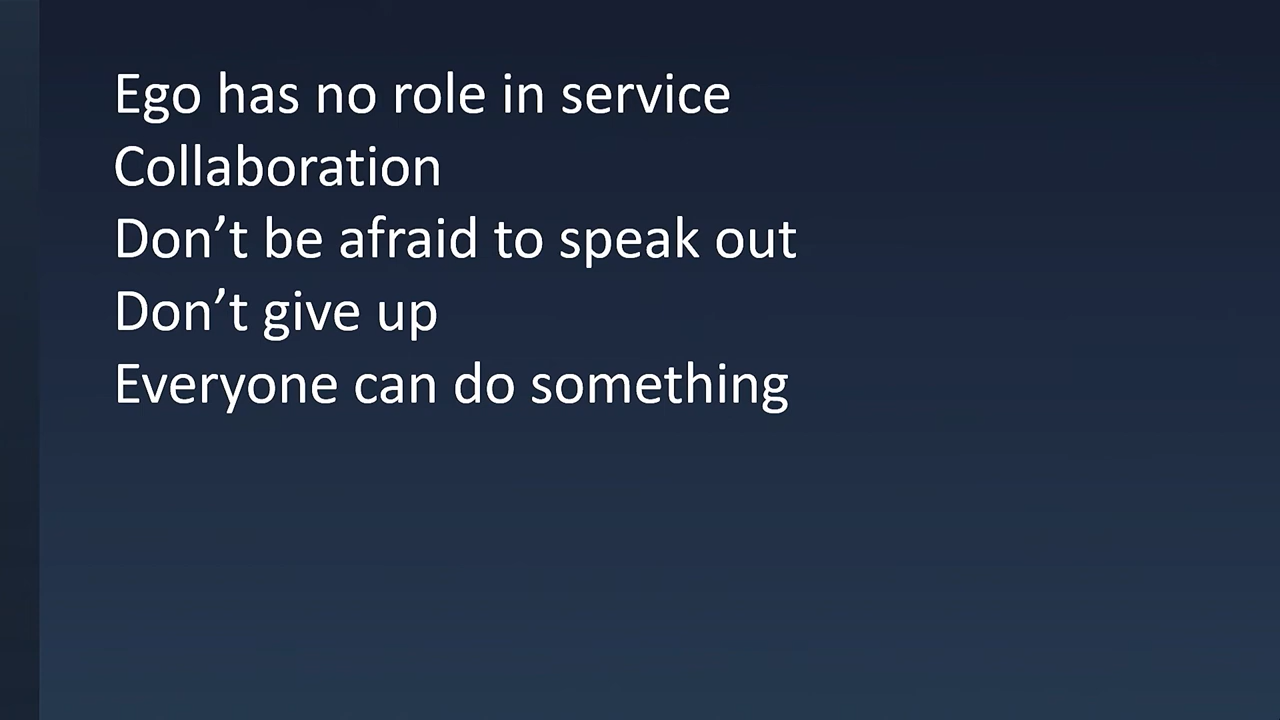 Ego has no role in service
Collaboration
Don’t be afraid to speak out
Don’t give up
Everyone can do something